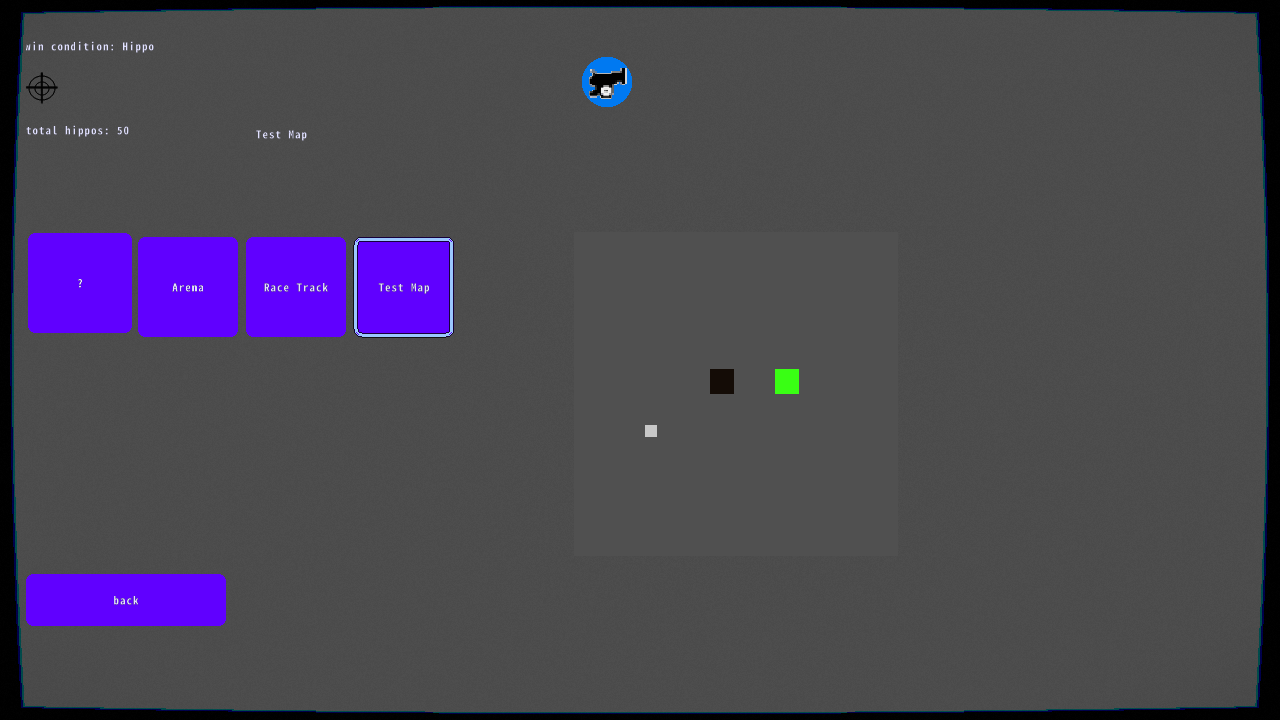 win condition: Hippo
total hippos: 50
Test Map
?
Arena
Race Track
Test Map
back